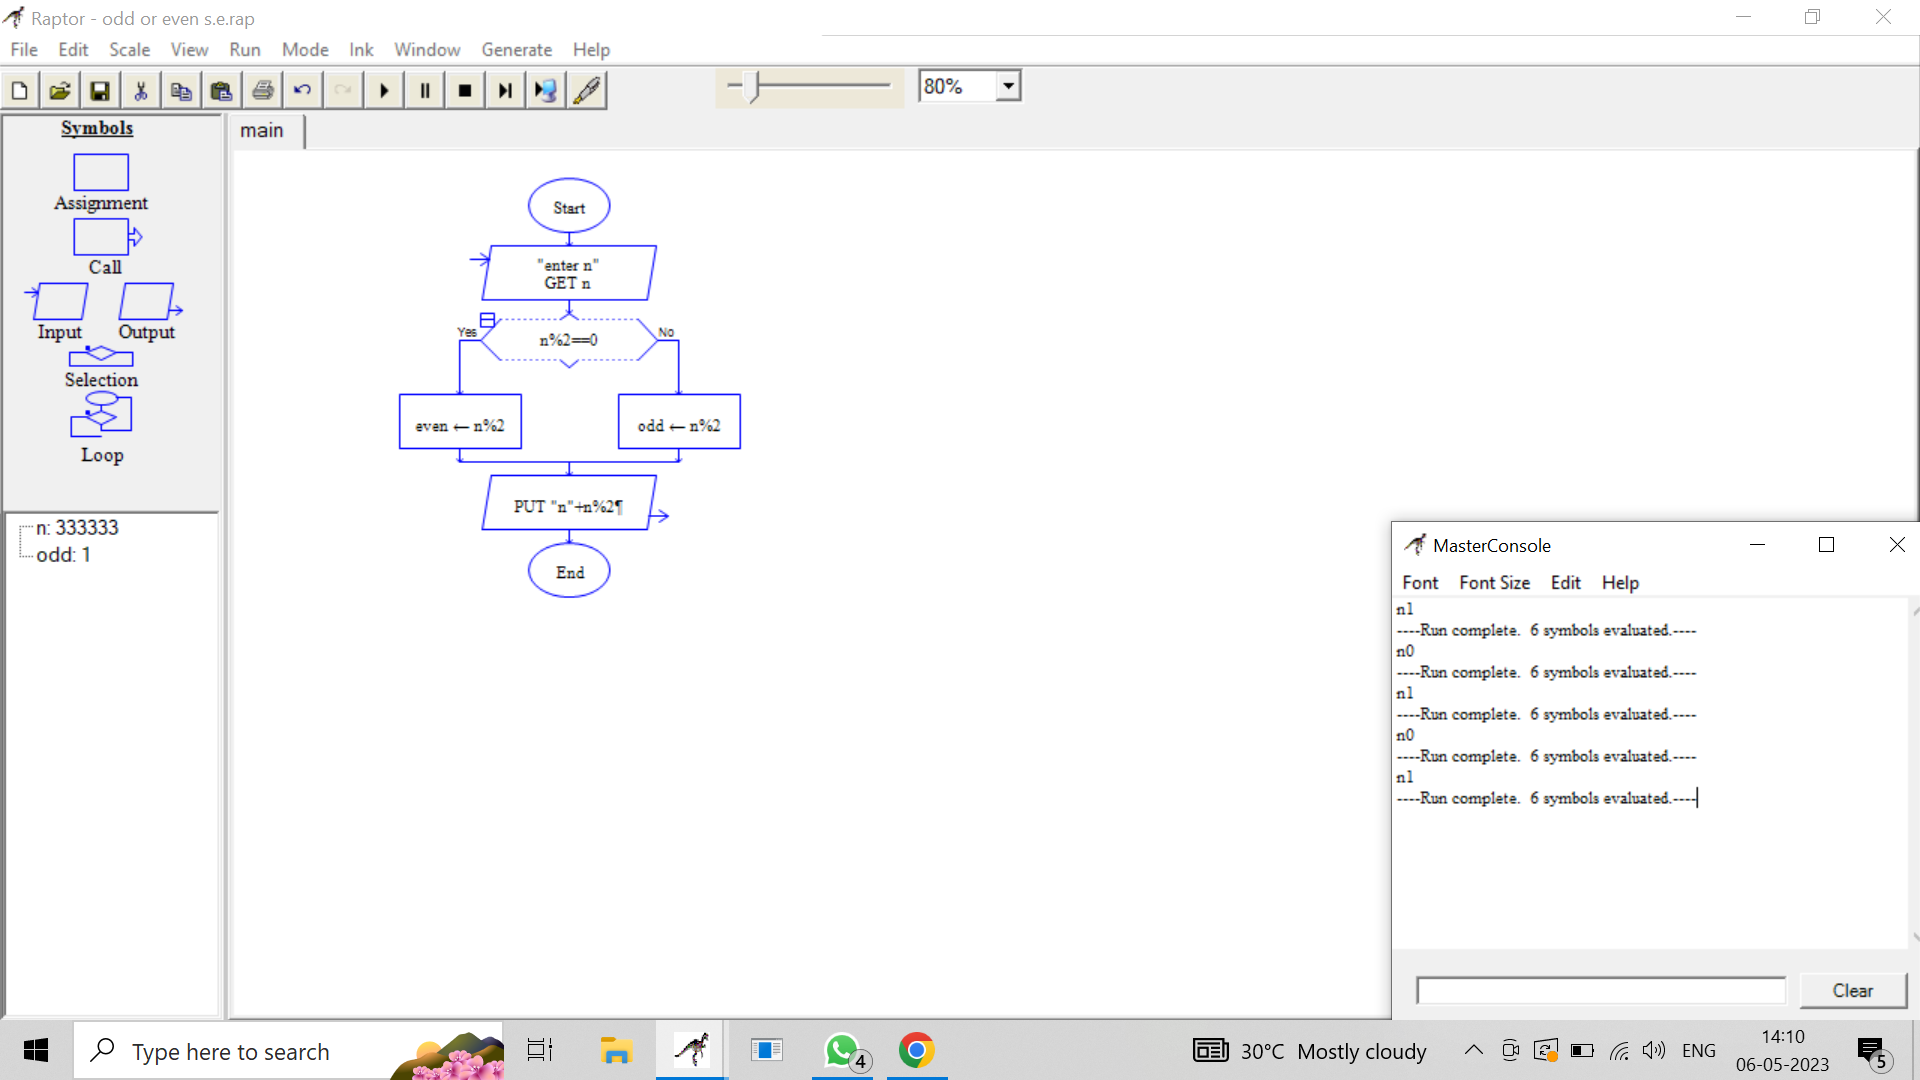 Raptor - odd or even s.e.rap
File Edit Scale View Run Mode Ink Window Generate Help
80%
Symbols
Assignment
Call
Input Output
Selection
Loop
main
Start
"enter n"
GET n
Yes
n%2==0
No
even ← n%2
odd ← n%2
PUT "n"+n%2¶
End
n: 333333
odd: 1
MasterConsole
Font Font Size Edit Help
n1
----Run complete. 6 symbols evaluated.----
n0
----Run complete. 6 symbols evaluated.----
n1
----Run complete. 6 symbols evaluated.----
n0
----Run complete. 6 symbols evaluated.----
n1
----Run complete. 6 symbols evaluated.----
Clear
Type here to search
4
30°C Mostly cloudy
ENG
14:10
06-05-2023
5